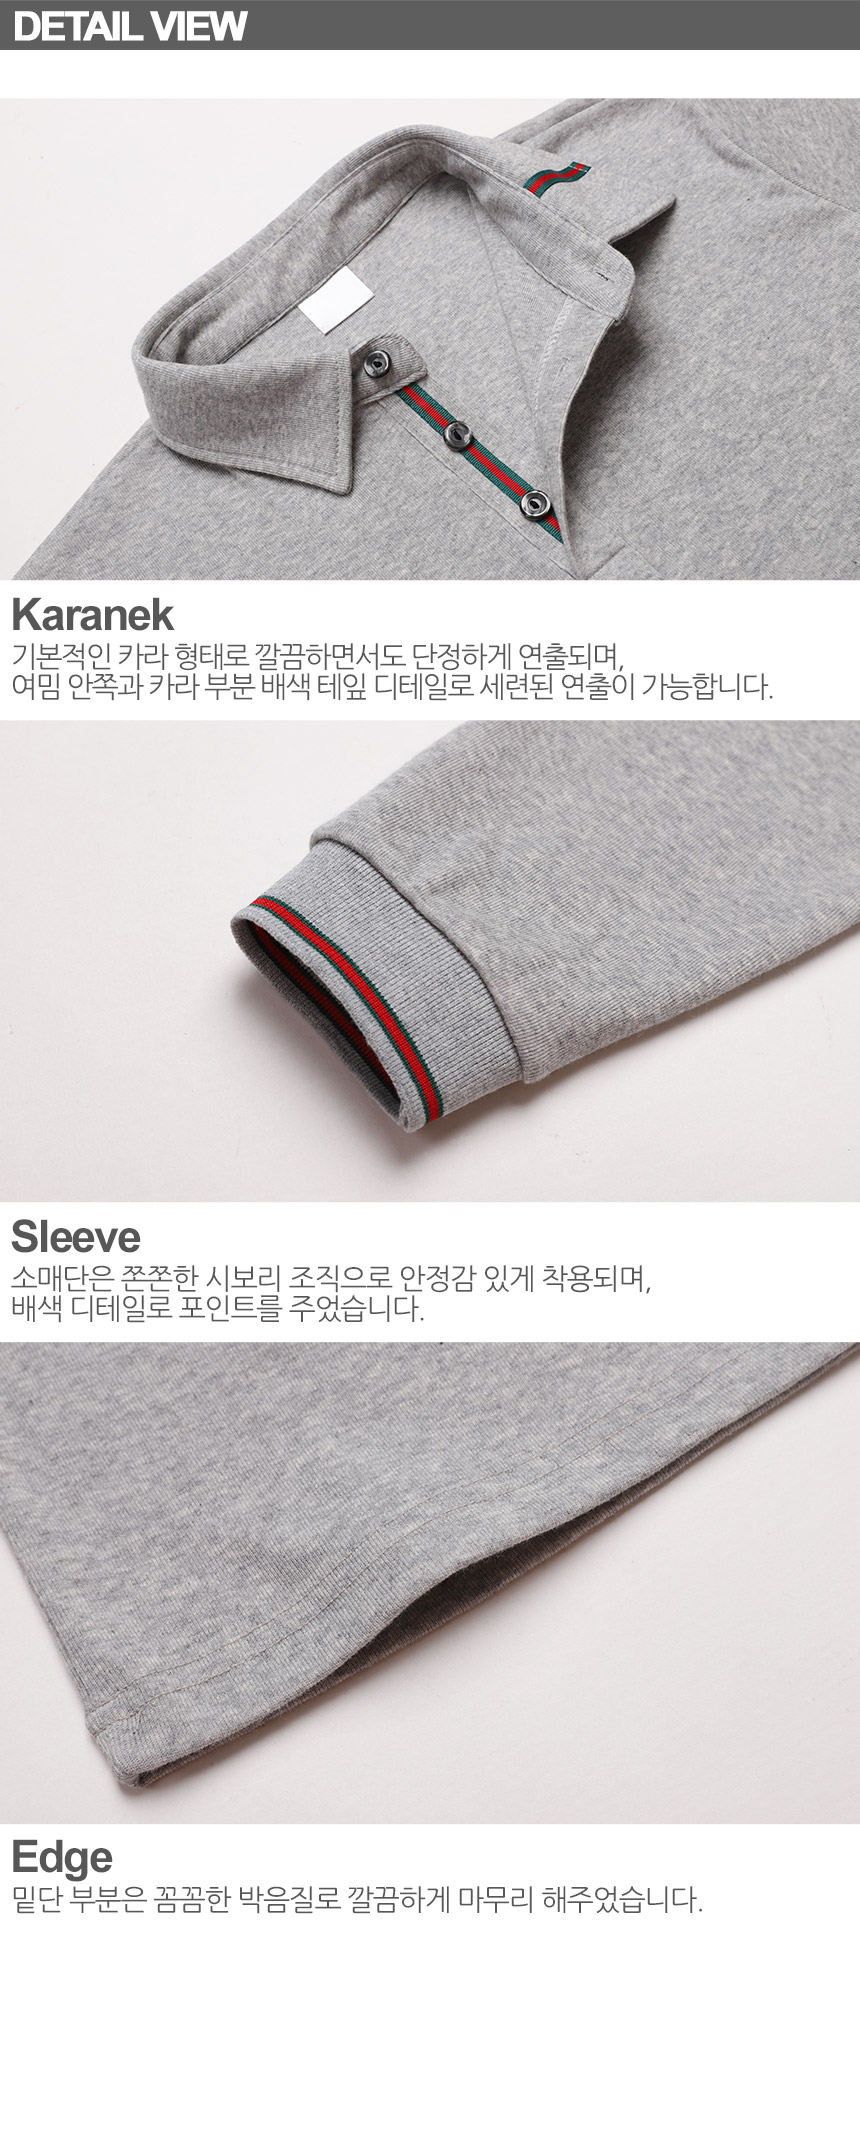 DETAIL VIEW
Karanek
기본적인 카라 형태로 깔끔하면서도 단정하게 연출되며,
여밈 안쪽과 카라 부분 배색 테잎 디테일로 세련된 연출이 가능합니다.
Sleeve
소매단은 쫀쫀한 시보리 조직으로 안정감 있게 착용되며,
배색 디테일로 포인트를 주었습니다.
Edge
밑단 부분은 꼼꼼한 박음질로 깔끔하게 마무리 해주었습니다.